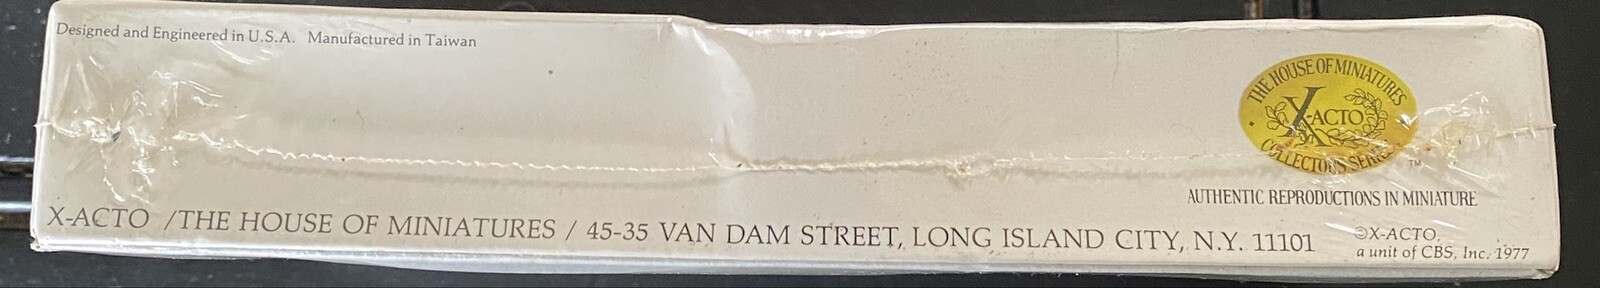 Designed and Engineered in U.S.A. Manufactured in Taiwan
THE HOUSE OF MINIATURES
X-ACTO
COLLECTORS SERIES
TM
AUTHENTIC REPRODUCTIONS IN MINIATURE
X-ACTO /THE HOUSE OF MINIATURES / 45-35 VAN DAM STREET, LONG ISLAND CITY, N.Y. 11101
©X-ACTO,
a unit of CBS, Inc. 1977